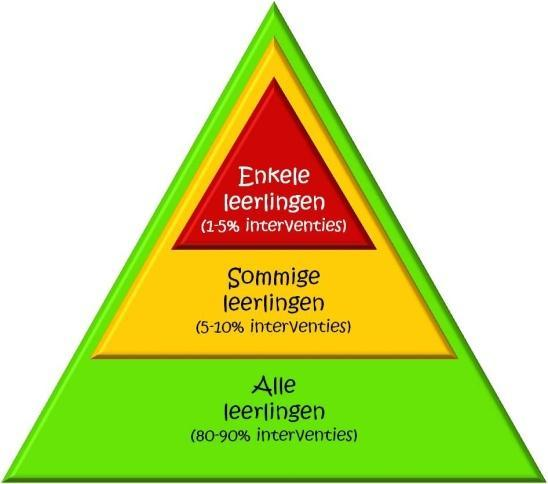 Enkele
leerlingen
(1-5% interventies)
Sommige
leerlingen
(5-10% interventies)
Alle
leerlingen
(80-90% interventies)